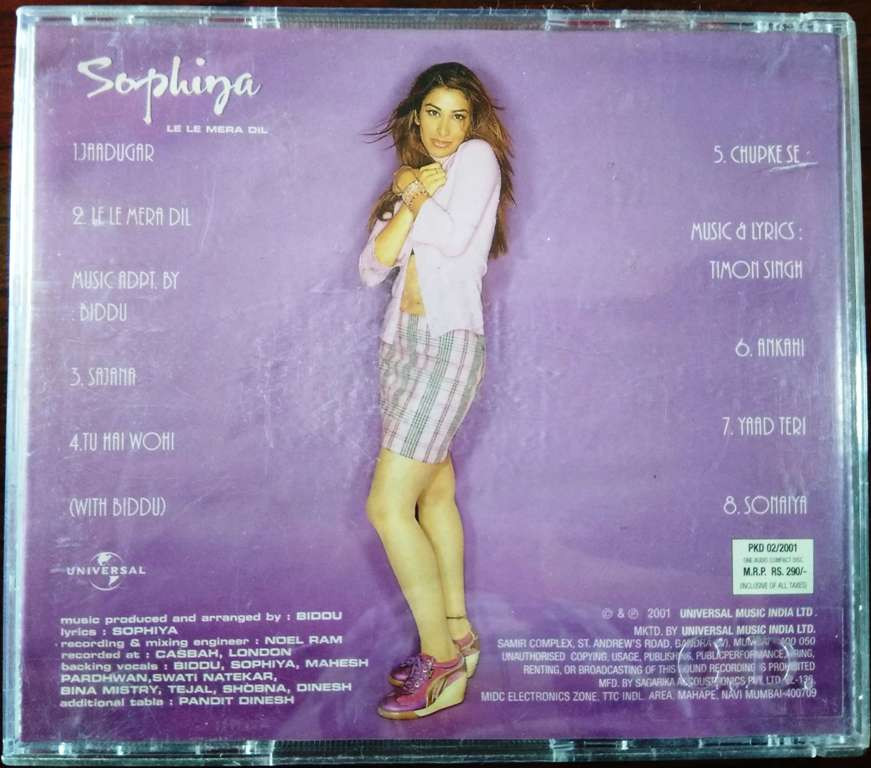 Sophiya
LE LE MERA DIL
1.JAADUGAR
2. LE LE MERA DIL
MUSIC ADPT. BY
: BIDDU
3. SAJANA
4.TU HAI WOHI
(WITH BIDDU)
5. CHUPKE SE
MUSIC & LYRICS :
TIMON SINGH
6. ANKAHI
7. YAAD TERI
8. SONAIYA
UNIVERSAL
music produced and arranged by : BIDDU
lyrics : SOPHIYA
recording & mixing engineer : NOEL RAM
recorded at : CASBAH, LONDON
backing vocals : BIDDU, SOPHIYA, MAHESH
PARDHWAN,SWATI NATEKAR,
BINA MISTRY, TEJAL, SHOBNA, DINESH
additional tabla : PANDIT DINESH
PKD 02/2001
ONE AUDIO COMPACT DISC
M.R.P. RS. 290/-
(INCLUSIVE OF ALL TAXES)
© & ℗ 2001 UNIVERSAL MUSIC INDIA LTD.
MKTD. BY UNIVERSAL MUSIC INDIA LTD.
SAMIR COMPLEX, ST. ANDREW'S ROAD, 050
UNAUTHORISED COPYING, USAGE, PUBLISHING, PUBLICPERFORMANCE,
RENTING, OR BROADCASTING OF THIS SOUND RECORDING IS PROHIBITED
MFD. BY SAGARIKA PVT. LTD.
MIDC ELECTRONICS ZONE, TTC INDL. AREA, MAHAPE, NAVI MUMBAI-400709